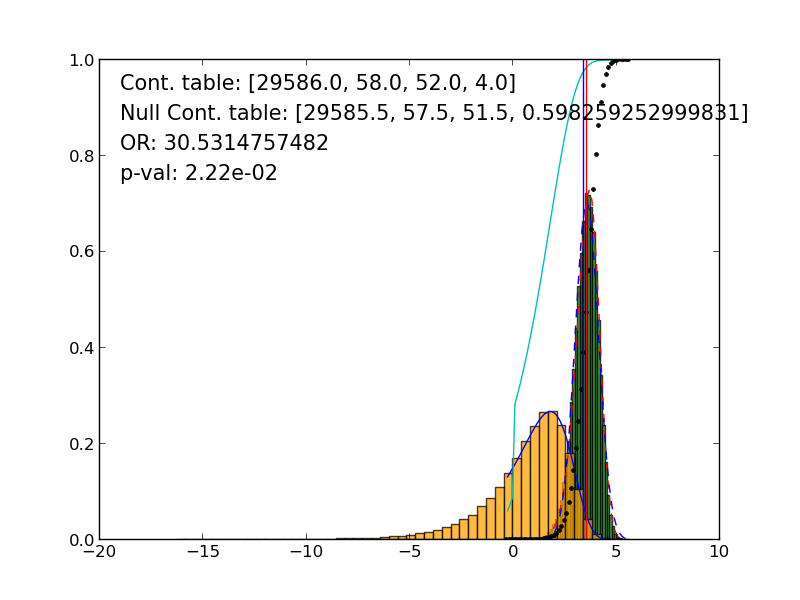 Cont. table: [29586.0, 58.0, 52.0, 4.0]
Null Cont. table: [29585.5, 57.5, 51.5, 0.598259252999831]
OR: 30.5314757482
p-val: 2.22e-02
1.0
0.8
0.6
0.4
0.2
0.0
−20 −15 −10 −5 0 5 10